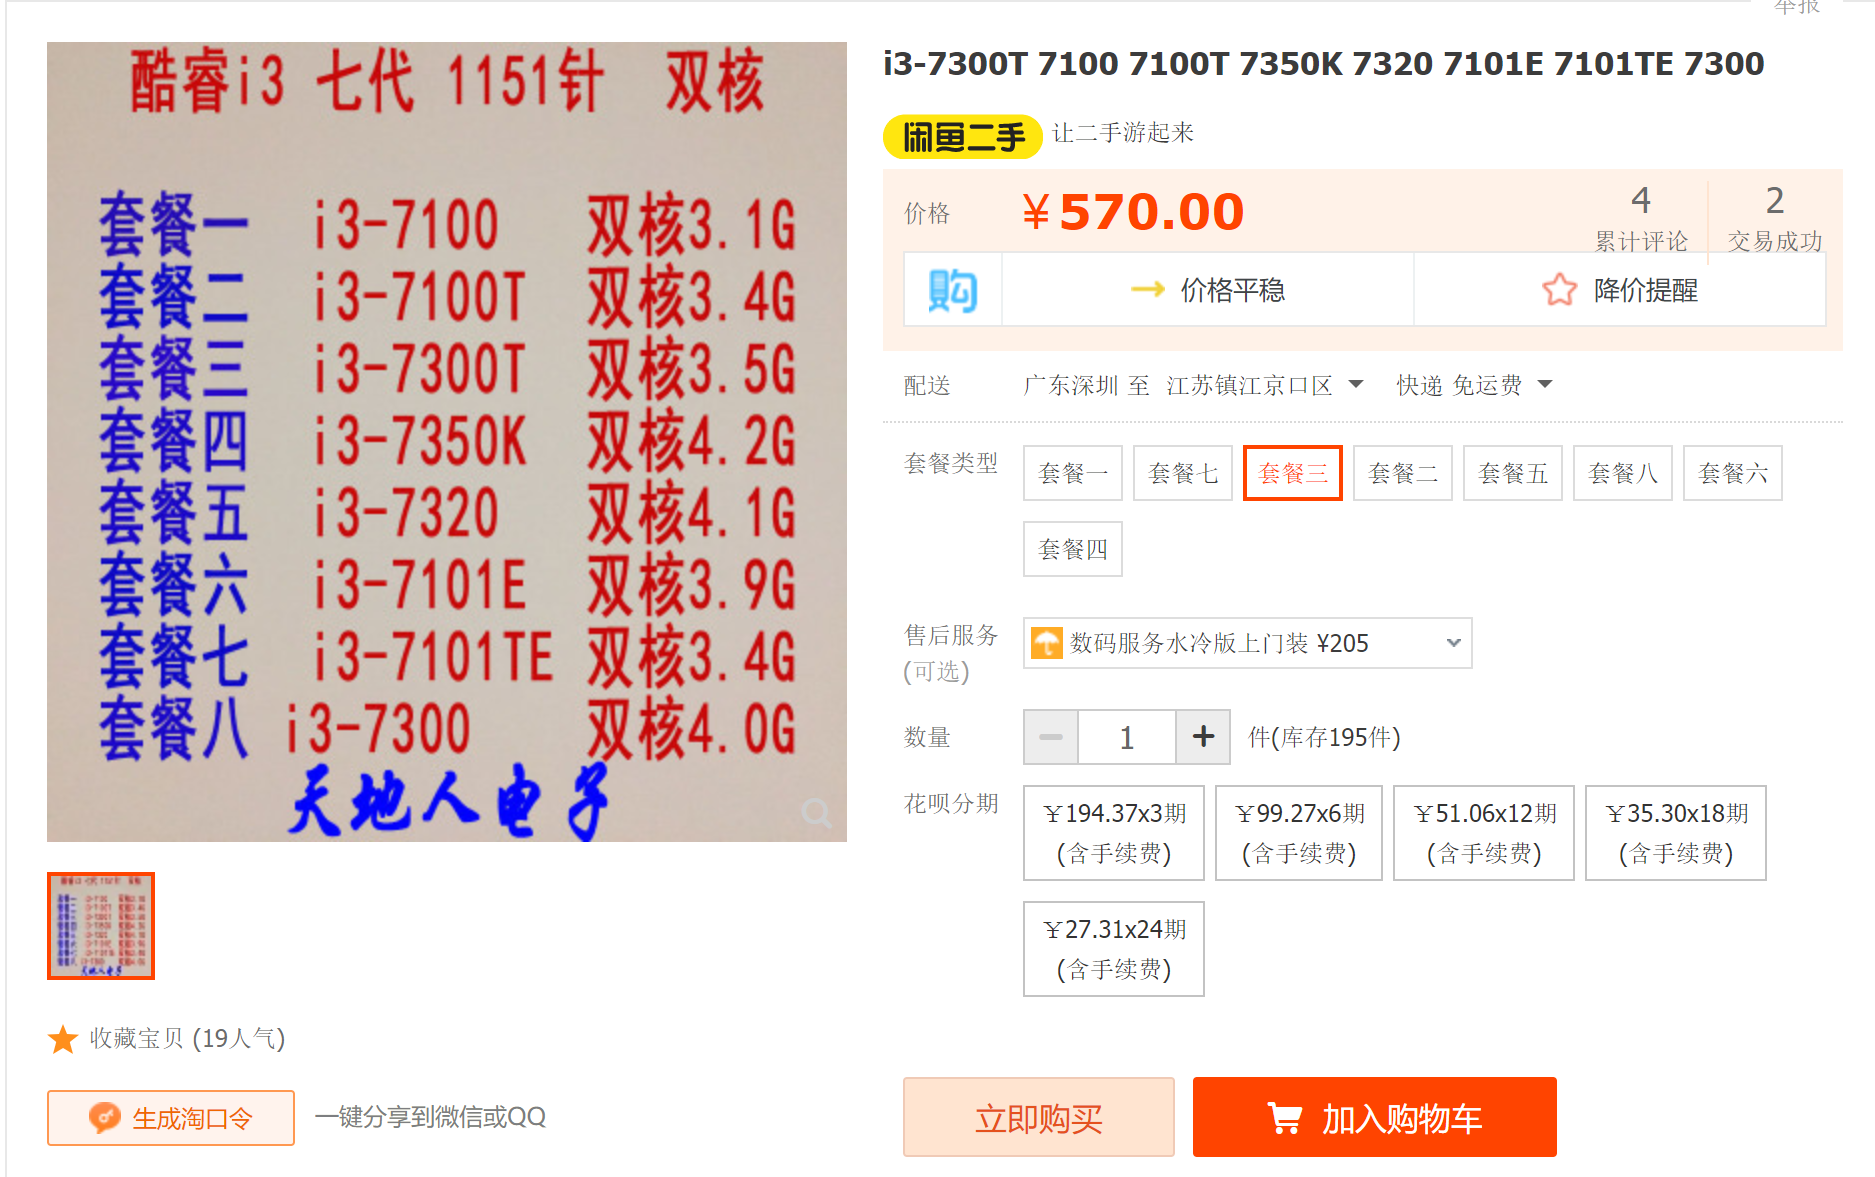 举报
酷睿i3 七代 1151针 双核
套餐一 i3-7100 双核3.1G
套餐二 i3-7100T 双核3.4G
套餐三 i3-7300T 双核3.5G
套餐四 i3-7350K 双核4.2G
套餐五 i3-7320 双核4.1G
套餐六 i3-7101E 双核3.9G
套餐七 i3-7101TE 双核3.4G
套餐八 i3-7300 双核4.0G
天地人电子
收藏宝贝 (19人气)
生成淘口令 一键分享到微信或QQ
i3-7300T 7100 7100T 7350K 7320 7101E 7101TE 7300
闲鱼二手 让二手游起来
价格 ¥570.00
4 累计评论
2 交易成功
购 价格平稳 降价提醒
配送 广东深圳 至 江苏镇江京口区 快递 免运费
套餐类型 套餐一 套餐七 套餐三 套餐二 套餐五 套餐八 套餐六
套餐四
售后服务 数码服务水冷版上门装 ¥205
(可选)
数量 1 件(库存195件)
花呗分期 ¥194.37x3期 ¥99.27x6期 ¥51.06x12期 ¥35.30x18期
(含手续费) (含手续费) (含手续费) (含手续费)
¥27.31x24期
(含手续费)
立即购买 加入购物车